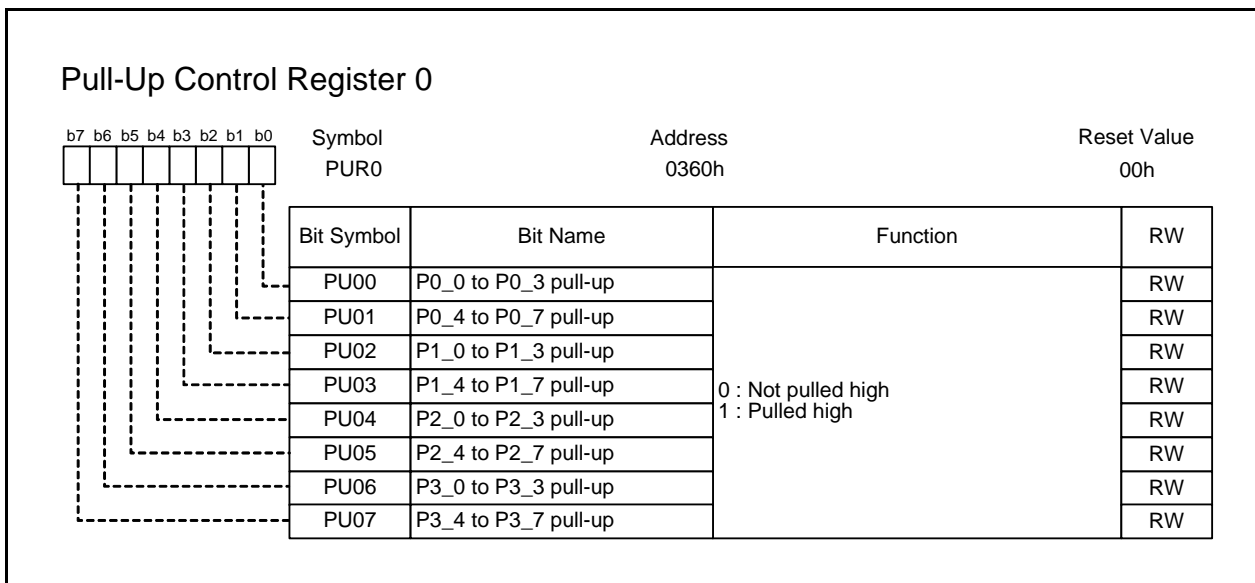 Pull-Up Control Register 0
b7 b6 b5 b4 b3 b2 b1 b0 Symbol Address Reset Value
PUR0 0360h 00h
Bit Symbol Bit Name Function RW
PU00 P0_0 to P0_3 pull-up RW
PU01 P0_4 to P0_7 pull-up RW
PU02 P1_0 to P1_3 pull-up RW
PU03 P1_4 to P1_7 pull-up 0 : Not pulled high RW
1 : Pulled high
PU04 P2_0 to P2_3 pull-up RW
PU05 P2_4 to P2_7 pull-up RW
PU06 P3_0 to P3_3 pull-up RW
PU07 P3_4 to P3_7 pull-up RW